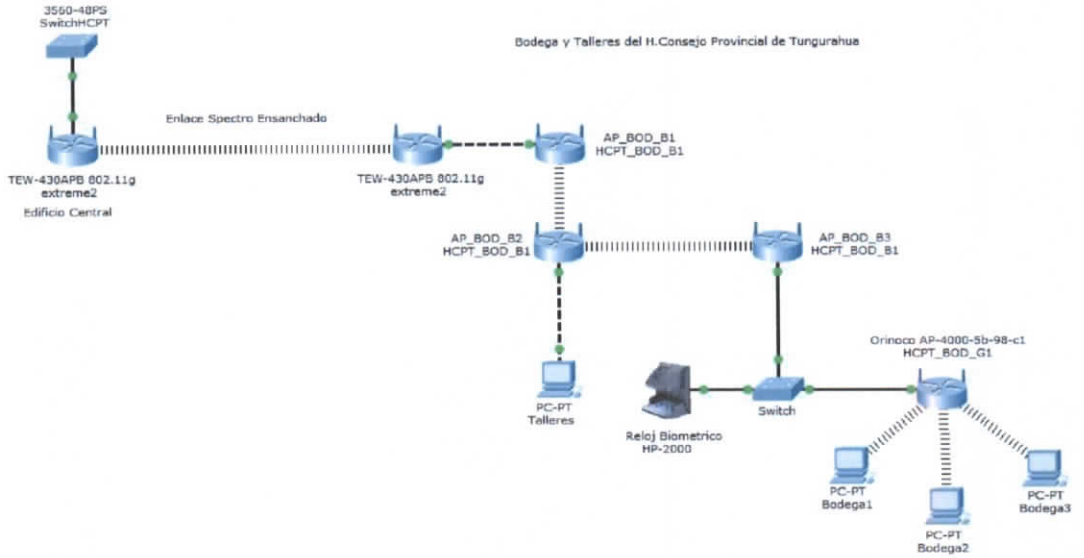 3560-48PS
SwitchHCPT
Bodega y Talleres del H.Consejo Provincial de Tungurahua
Enlace Spectro Ensanchado
TEW-430APB 802.11g
extreme2
Edificio Central
TEW-430APB 802.11g
extreme2
AP_BOD_B1
HCPT_BOD_B1
AP_BOD_B2
HCPT_BOD_B1
AP_BOD_B3
HCPT_BOD_B1
PC-PT
Talleres
Reloj Biometrico
HP-2000
Switch
Orinoco AP-4000-5b-98-c1
HCPT_BOD_G1
PC-PT
Bodega1
PC-PT
Bodega2
PC-PT
Bodega3